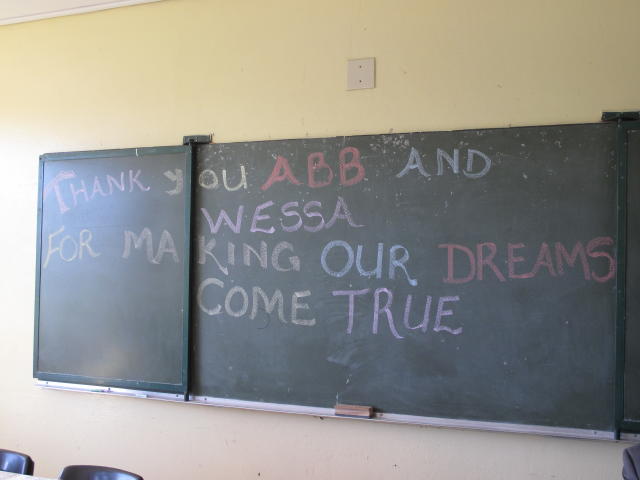 THANK YOU ABB AND
WESSA
FOR MAKING OUR DREAMS
COME TRUE